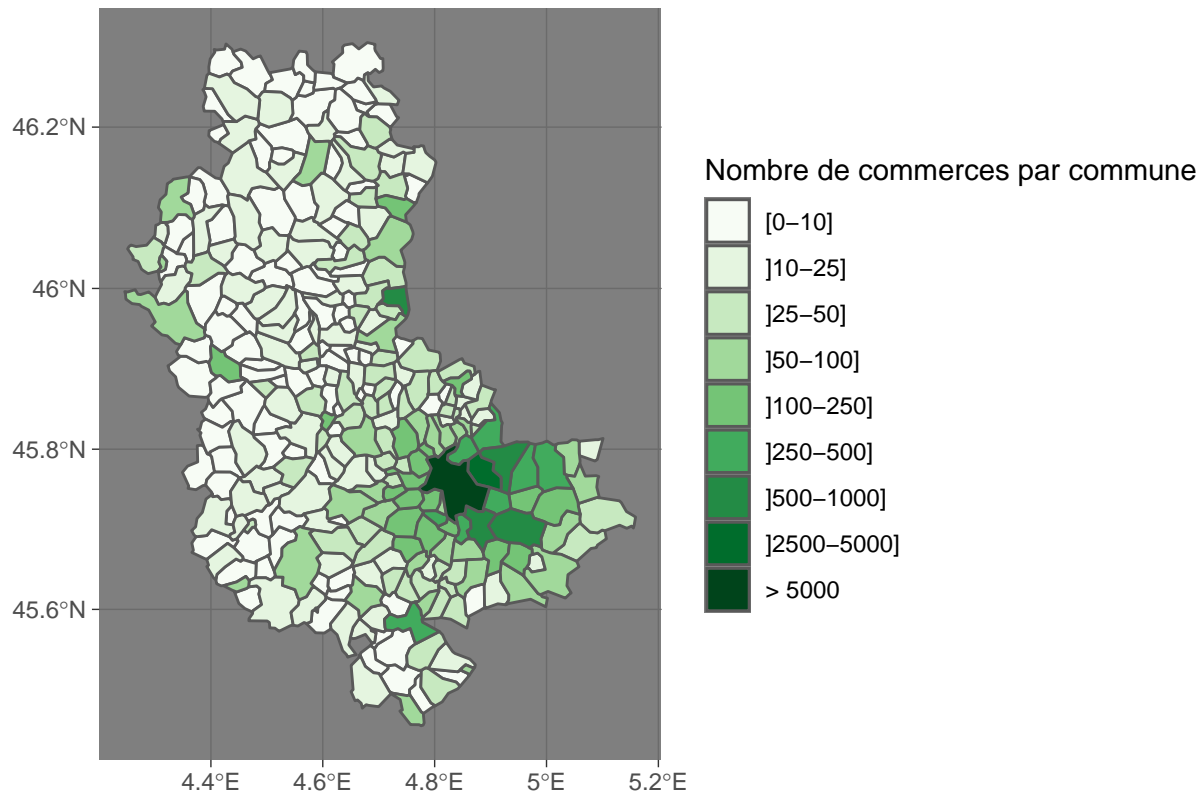 46.2°N
46°N
45.8°N
45.6°N
4.4°E 4.6°E 4.8°E 5°E 5.2°E
Nombre de commerces par commune
[0−10]
]10−25]
]25−50]
]50−100]
]100−250]
]250−500]
]500−1000]
]2500−5000]
> 5000